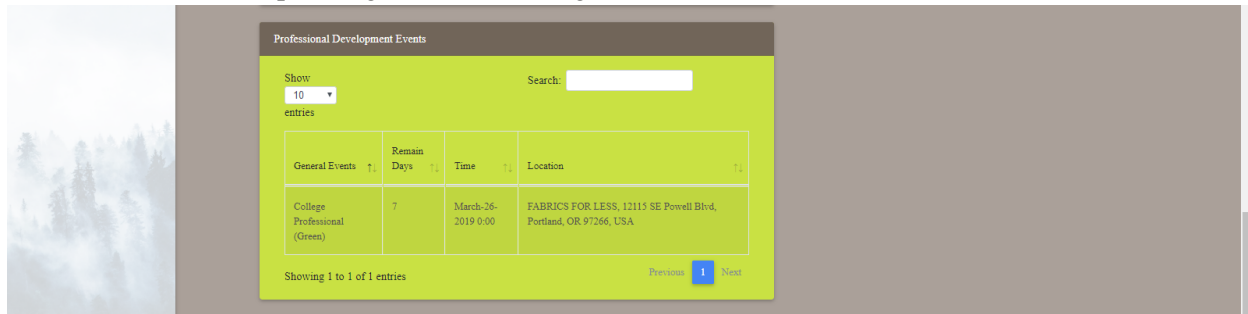 Professional Development Events
Show
10
entries
Search:
General Events
Remain
Days
Time
Location
College
Professional
(Green)
7
March-26-
2019 0:00
FABRICS FOR LESS, 12115 SE Powell Blvd,
Portland, OR 97266, USA
Showing 1 to 1 of 1 entries
Previous 1 Next